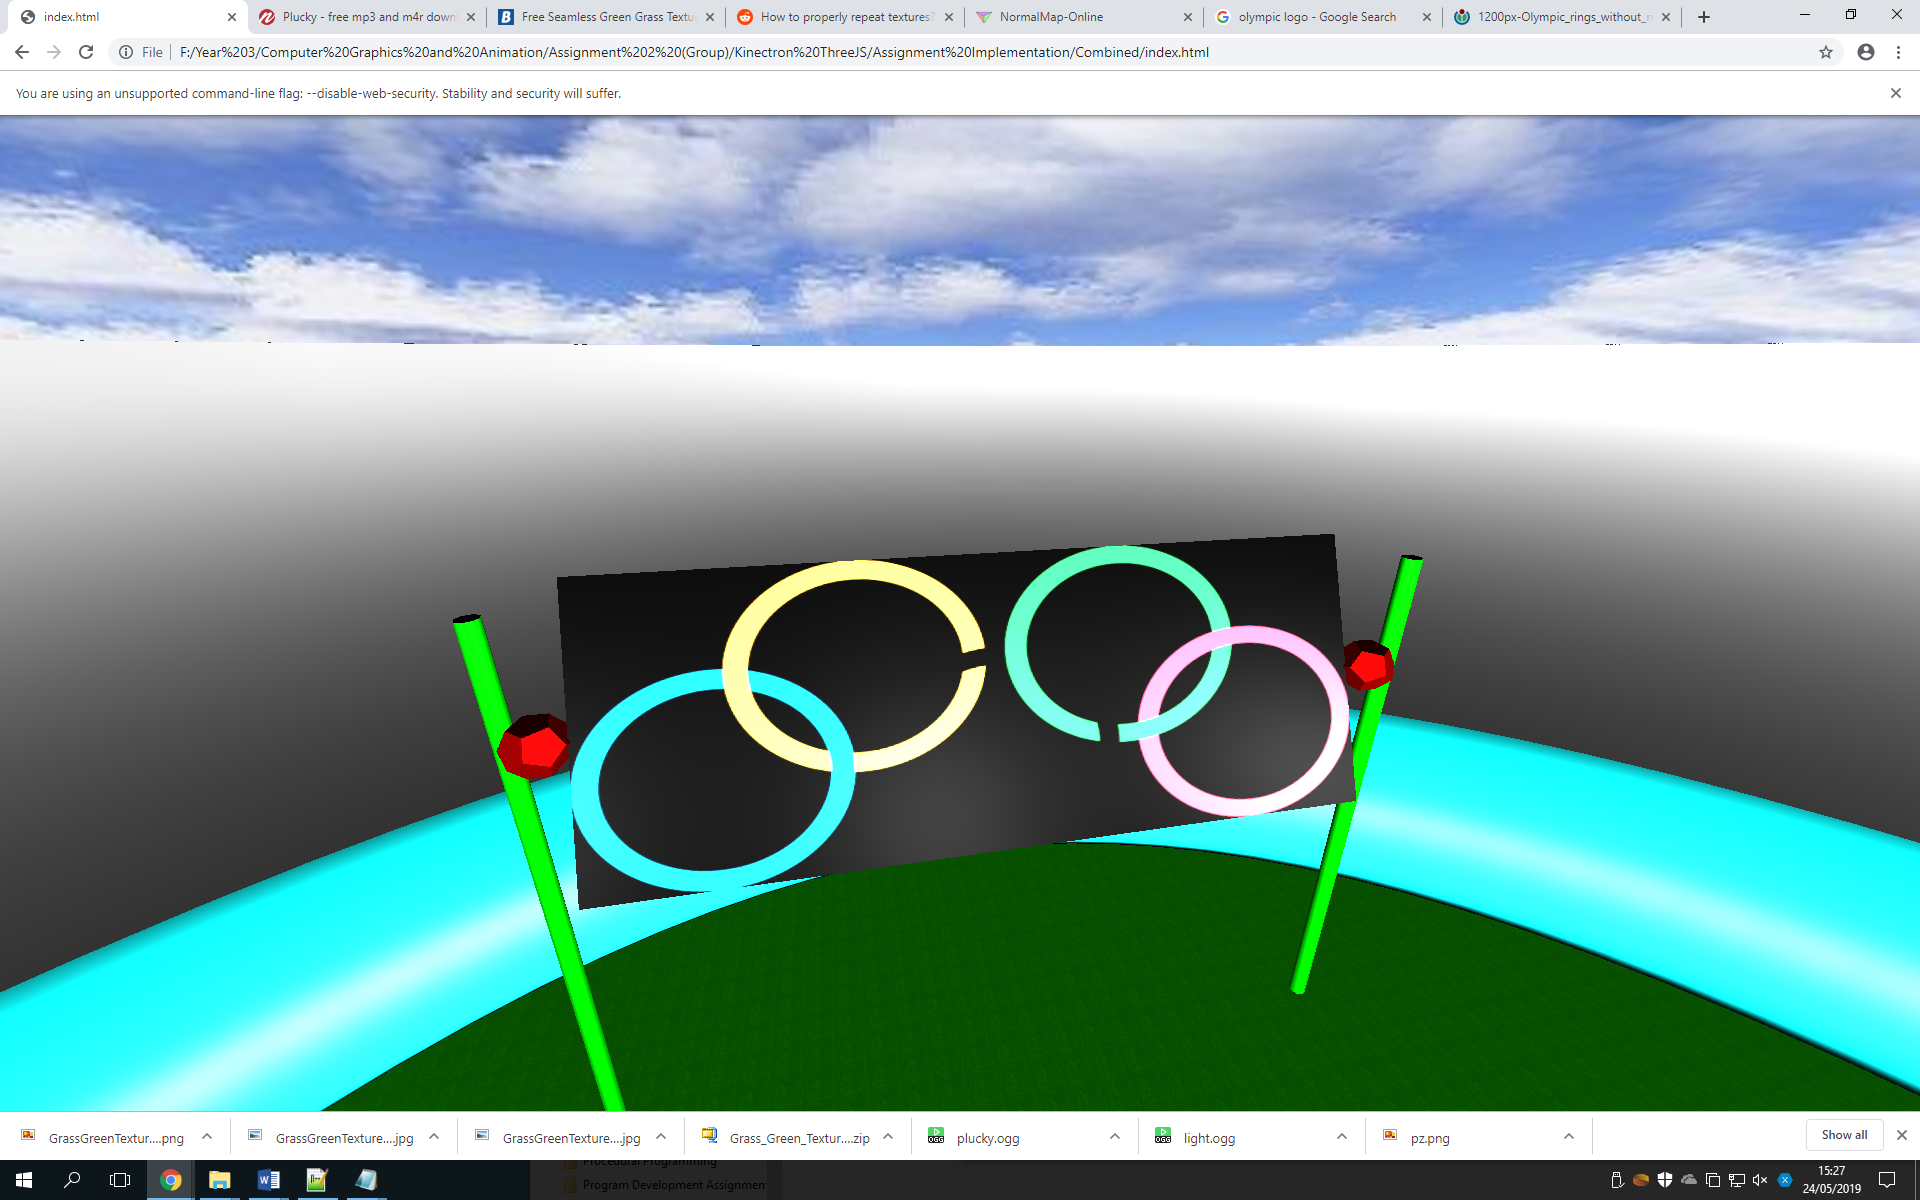 index.html
Plucky - free mp3 and m4r down
Free Seamless Green Grass Textu
How to properly repeat textures?
NormalMap-Online
olympic logo - Google Search
1200px-Olympic_rings_without_r
File
F:/Year%203/Computer%20Graphics%20and%20Animation/Assignment%202%20(Group)/Kinectron%20ThreeJS/Assignment%20Implementation/Combined/index.html
You are using an unsupported command-line flag: --disable-web-security. Stability and security will suffer.
GrassGreenTextur....png
GrassGreenTexture....jpg
GrassGreenTexture....jpg
Grass_Green_Textur....zip
plucky.ogg
light.ogg
pz.png
Show all
Procedural Programming
Program Development Assignmen
15:27
24/05/2019